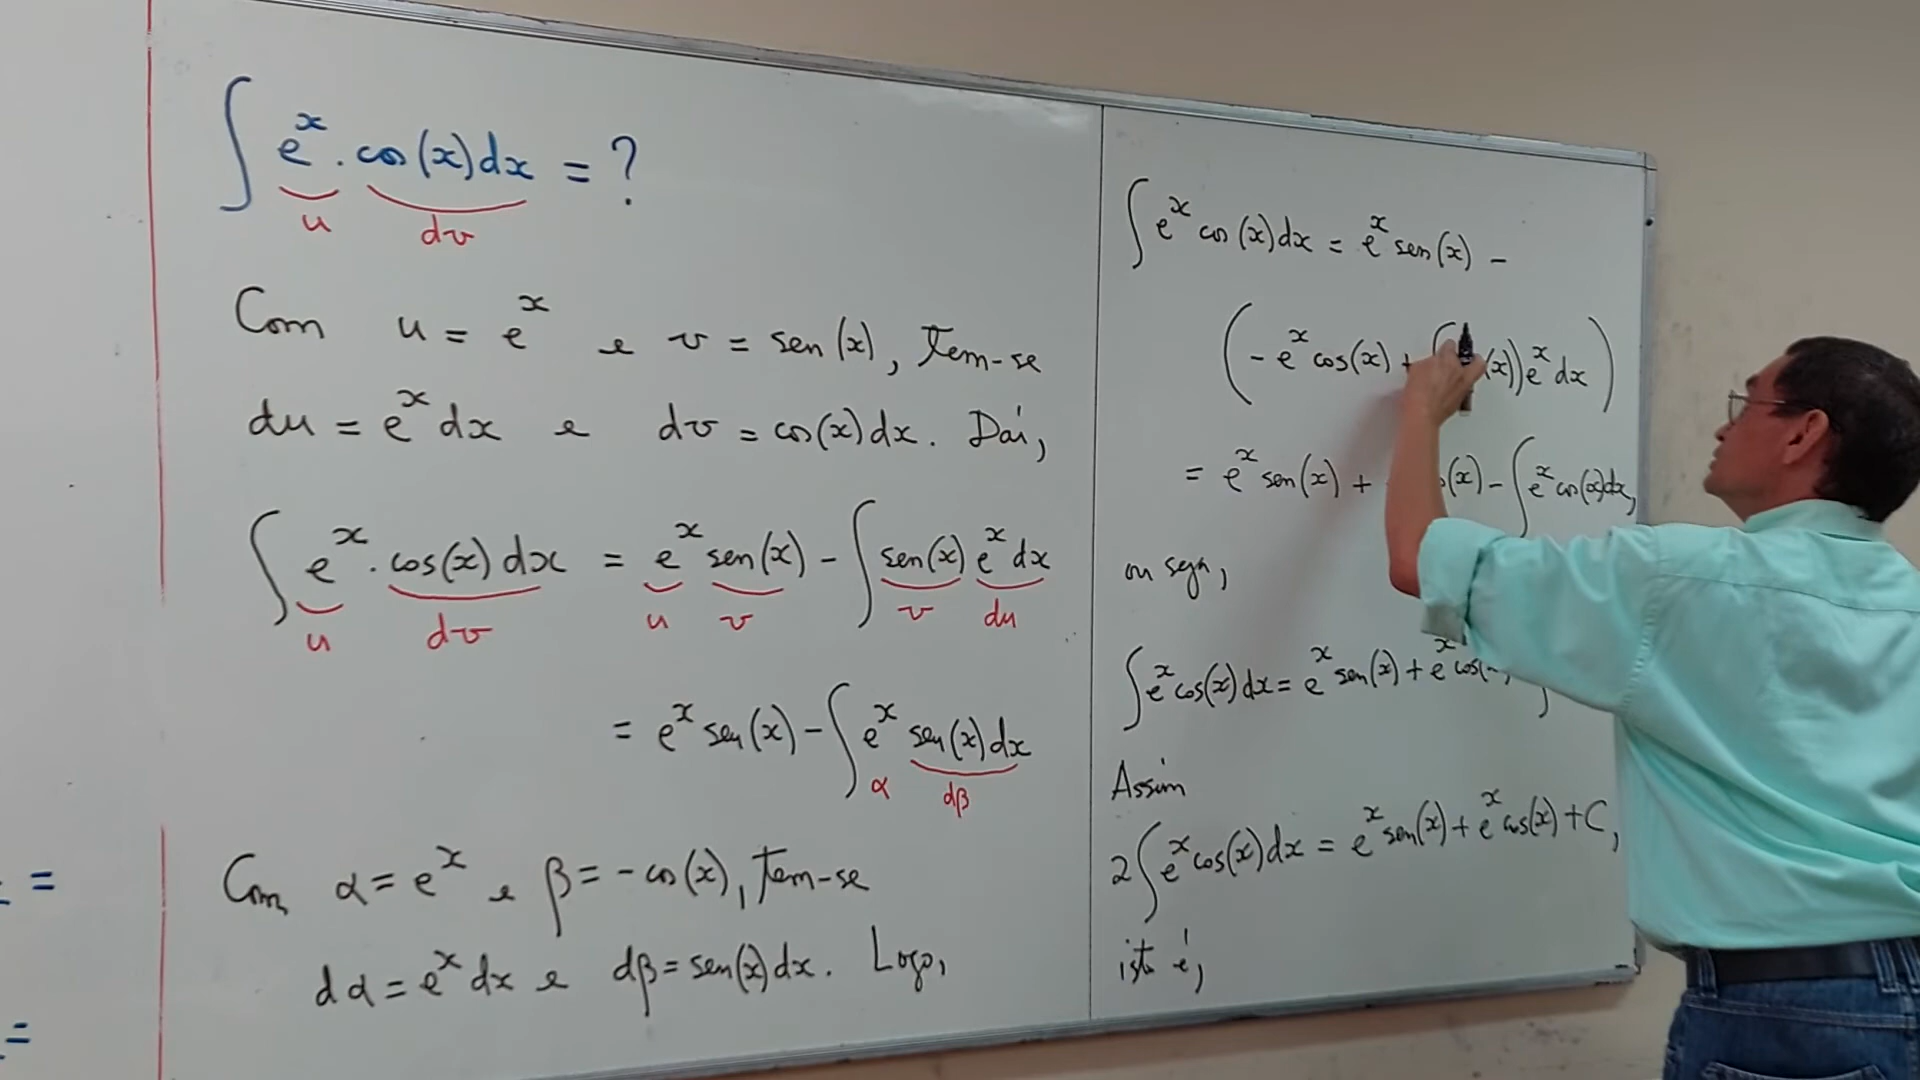 ∫ e^x . cos(x)dx = ?
u dv
Com u = e^x e v = sen(x), tem-se
du = e^x dx e dv = cos(x)dx. Daí,
∫ e^x . cos(x) dx = e^x sen(x) - ∫ sen(x) e^x dx
u dv u v v du
= e^x sen(x) - ∫ e^x sen(x)dx
α dβ
Com α = e^x e β = -cos(x), tem-se
dα = e^x dx e dβ = sen(x)dx. Logo,
∫ e^x cos(x)dx = e^x sen(x) -
(- e^x cos(x) + (x)) e^x dx)
= e^x sen(x) + (x) - ∫ e^x cos(x)dx,
ou seja,
∫ e^x cos(x) dx = e^x sen(x) + e^x cos(
Assim
2 ∫ e^x cos(x)dx = e^x sen(x) + e^x cos(x) + C,
isto é,
=
=